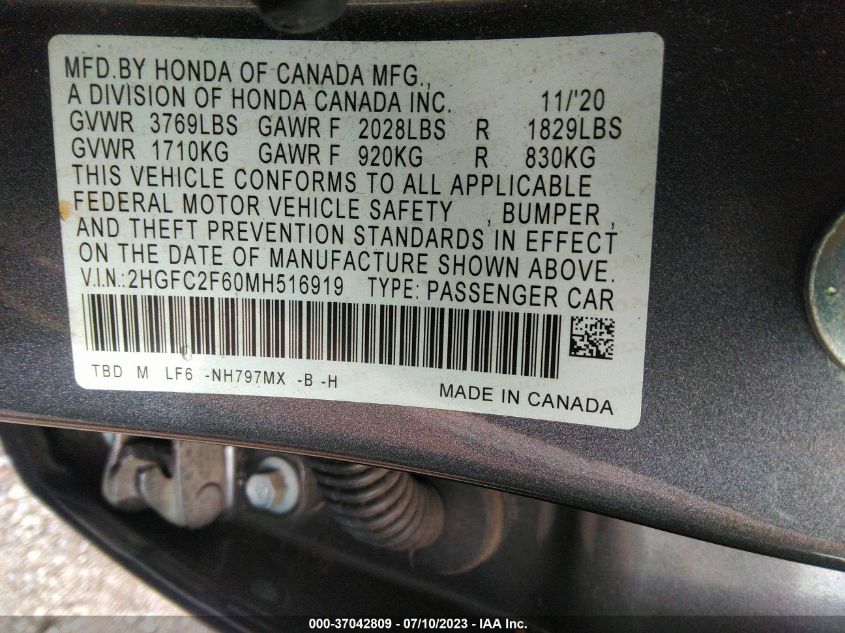 MFD.BY HONDA OF CANADA MFG.,
A DIVISION OF HONDA CANADA INC. 11/'20
GVWR 3769LBS GAWR F 2028LBS R 1829LBS
GVWR 1710KG GAWR F 920KG R 830KG
THIS VEHICLE CONFORMS TO ALL APPLICABLE
FEDERAL MOTOR VEHICLE SAFETY , BUMPER ,
AND THEFT PREVENTION STANDARDS IN EFFECT
ON THE DATE OF MANUFACTURE SHOWN ABOVE.
V.I.N.:2HGFC2F60MH516919 TYPE: PASSENGER CAR
TBD M LF6 -NH797MX -B -H
MADE IN CANADA
000-37042809 - 07/10/2023 - IAA Inc.